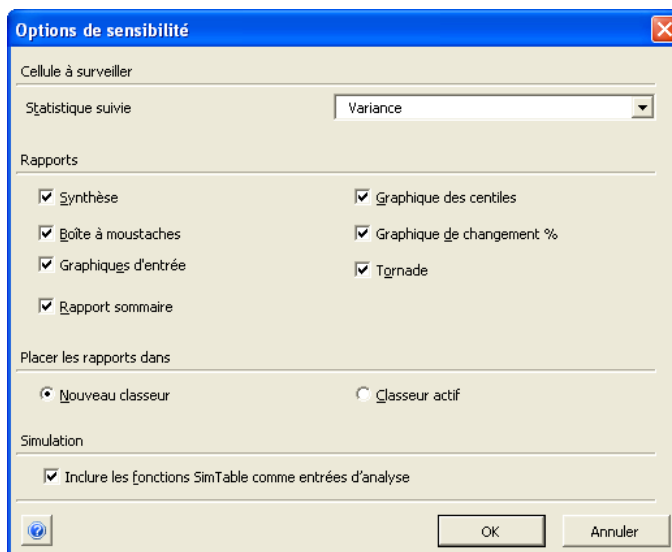 Options de sensibilité
Cellule à surveiller
Statistique suivie
Variance
Rapports
Synthèse
Graphique des centiles
Boîte à moustaches
Graphique de changement %
Graphiques d'entrée
Tornade
Rapport sommaire
Placer les rapports dans
Nouveau classeur
Classeur actif
Simulation
Inclure les fonctions SimTable comme entrées d’analyse
?
OK
Annuler